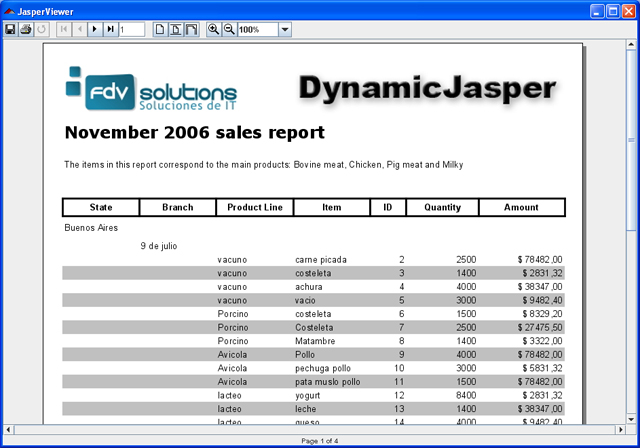 JasperViewer
1
100%
fdv solutions
Soluciones de IT
DynamicJasper
November 2006 sales report
The items in this report correspond to the main products: Bovine meat, Chicken, Pig meat and Milky
State Branch Product Line Item ID Quantity Amount
Buenos Aires
9 de julio
vacuno carne picada 2 2500 $ 78482,00
vacuno costeleta 3 1400 $ 2831,32
vacuno achura 4 4000 $ 38347,00
vacuno vacio 5 3000 $ 9482,40
Porcino costeleta 6 1500 $ 8329,20
Porcino Costeleta 7 2500 $ 27475,50
Porcino Matambre 8 1400 $ 3322,00
Avicola Pollo 9 4000 $ 78482,00
Avicola pechuga pollo 10 3000 $ 5831,32
Avicola pata muslo pollo 11 1500 $ 78482,00
lacteo yogurt 12 8400 $ 2831,32
lacteo leche 13 1400 $ 38347,00
lacteo queso 14 4000 $ 9482,40
Page 1 of 4